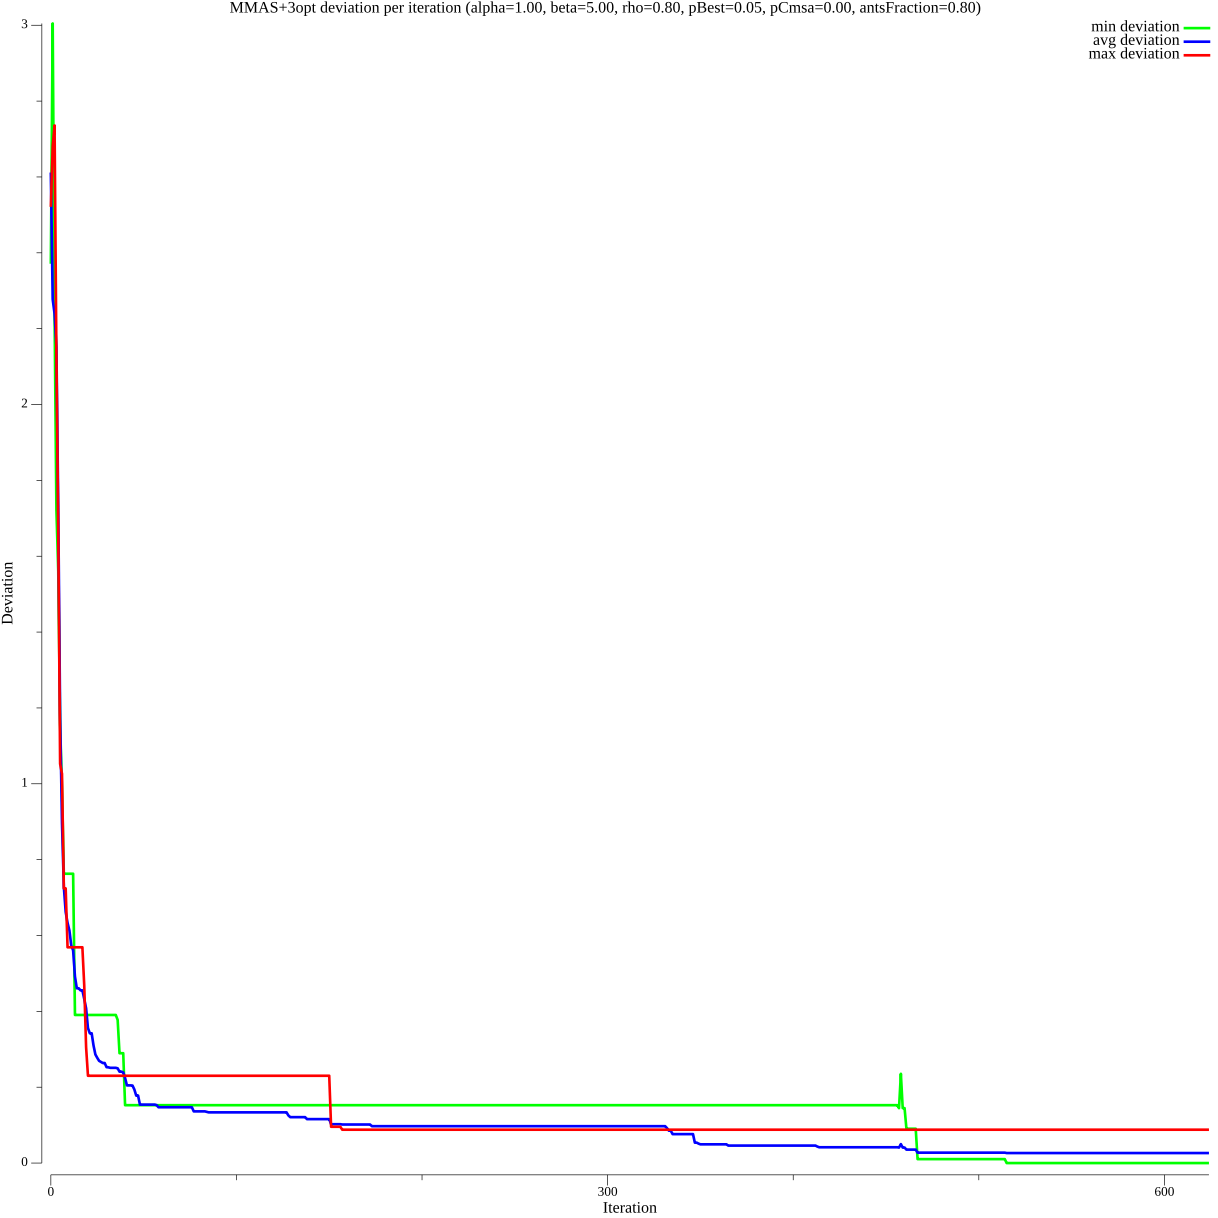 MMAS+3opt deviation per iteration (alpha=1.00, beta=5.00, rho=0.80, pBest=0.05, pCmsa=0.00, antsFraction=0.80)
min deviation
avg deviation
max deviation
3
2
1
0
Deviation
0
300
600
Iteration